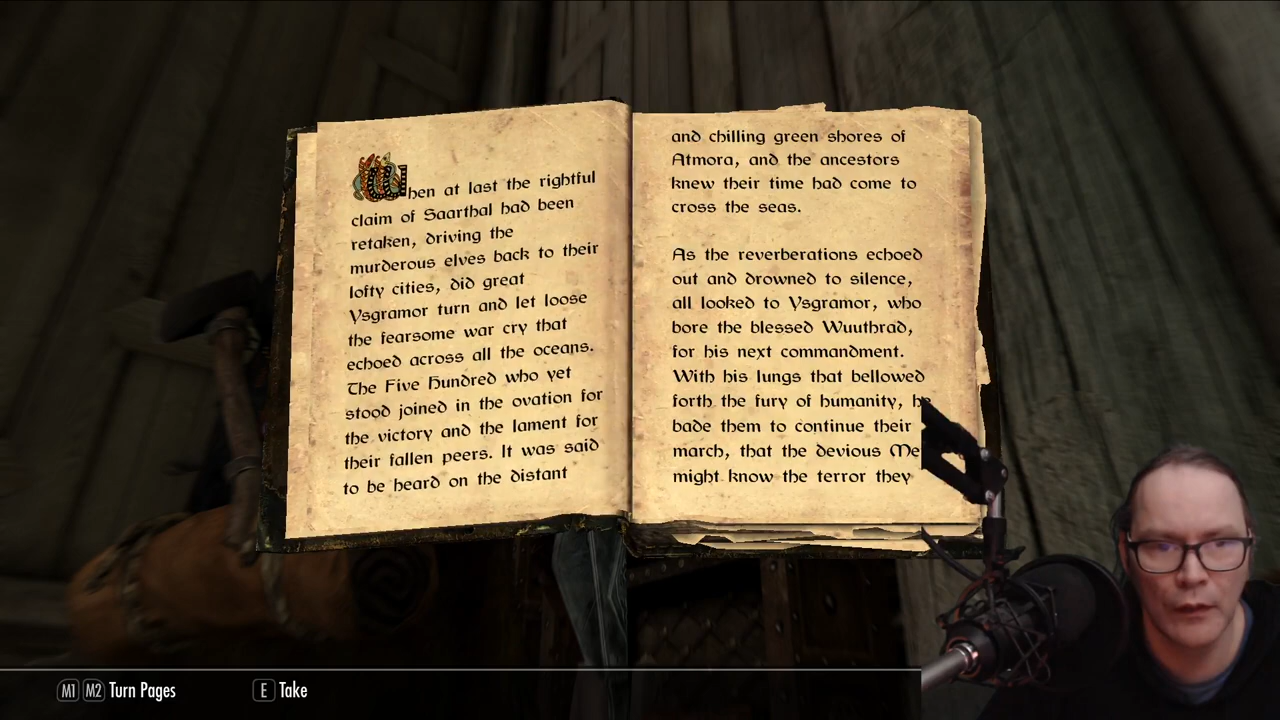 When at last the rightful
claim of Saarthal had been
retaken, driving the
murderous elves back to their
lofty cities, did great
Ysgramor turn and let loose
the fearsome war cry that
echoed across all the oceans.
The Five Hundred who yet
stood joined in the ovation for
the victory and the lament for
their fallen peers. It was said
to be heard on the distant
and chilling green shores of
Atmora, and the ancestors
knew their time had come to
cross the seas.
As the reverberations echoed
out and drowned to silence,
all looked to Ysgramor, who
bore the blessed Wuuthrad,
for his next commandment.
With his lungs that bellowed
forth the fury of humanity, he
bade them to continue their
march, that the devious Me
might know the terror they
M1 M2 Turn Pages E Take